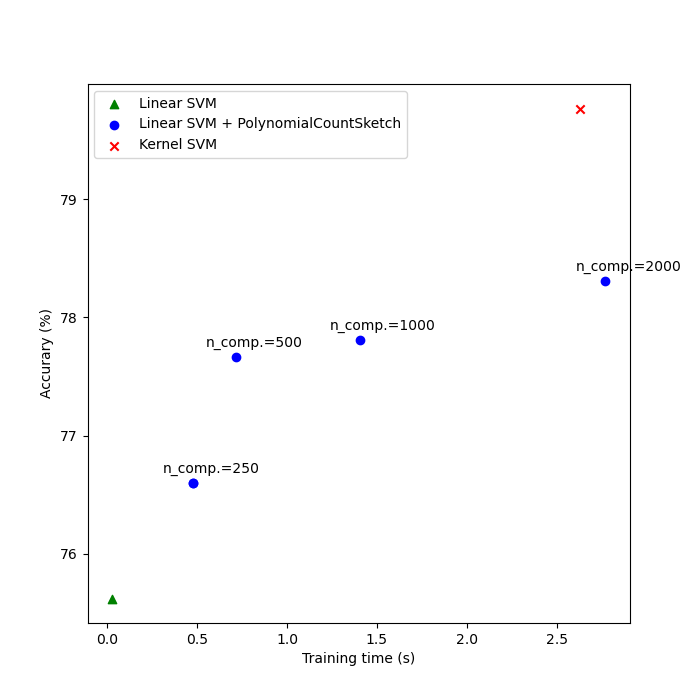 Linear SVM
Linear SVM + PolynomialCountSketch
Kernel SVM
79
n_comp.=2000
78
n_comp.=1000
n_comp.=500
Accurary (%)
77
n_comp.=250
76
0.0 0.5 1.0 1.5 2.0 2.5
Training time (s)